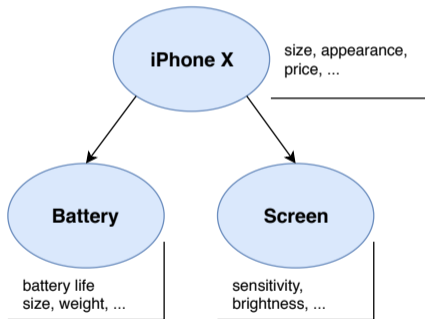 iPhone X
size, appearance,
price, ...
Battery
Screen
battery life
size, weight, ...
sensitivity,
brightness, ...